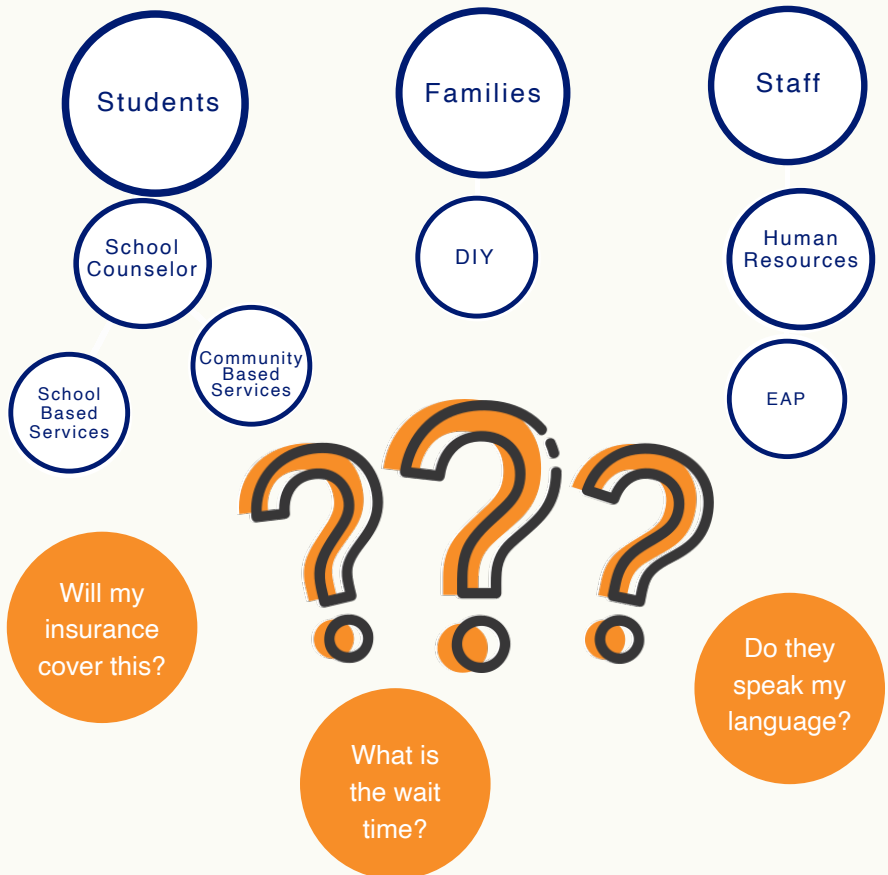 Students
Families
Staff
School
Counselor
DIY
Human
Resources
School
Based
Services
Community
Based
Services
EAP
Will my
insurance
cover this?
What is
the wait
time?
Do they
speak my
language?